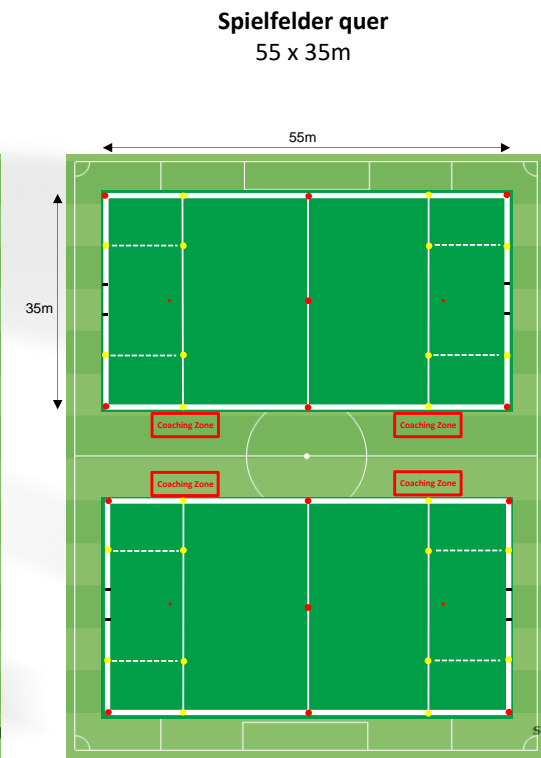 Spielfelder quer
55 x 35m
55m
35m
Coaching Zone
Coaching Zone
Coaching Zone
Coaching Zone
s